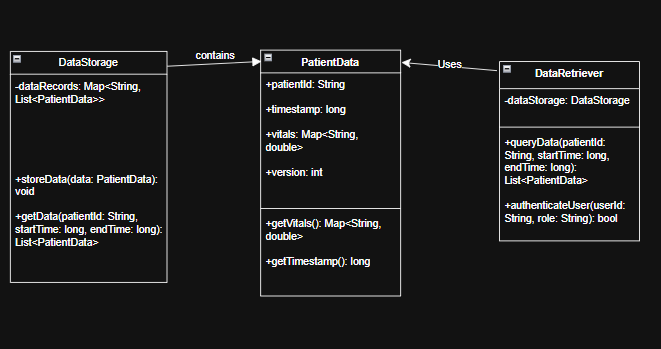 DataStorage
-dataRecords: Map<String,
List<PatientData>>
+storeData(data: PatientData):
void
+getData(patientId: String,
startTime: long, endTime: long):
List<PatientData>
contains
PatientData
+patientId: String
+timestamp: long
+vitals: Map<String,
double>
+version: int
+getVitals(): Map<String,
double>
+getTimestamp(): long
Uses
DataRetriever
-dataStorage: DataStorage
+queryData(patientId:
String, startTime: long,
endTime: long):
List<PatientData>
+authenticateUser(userId:
String, role: String): bool